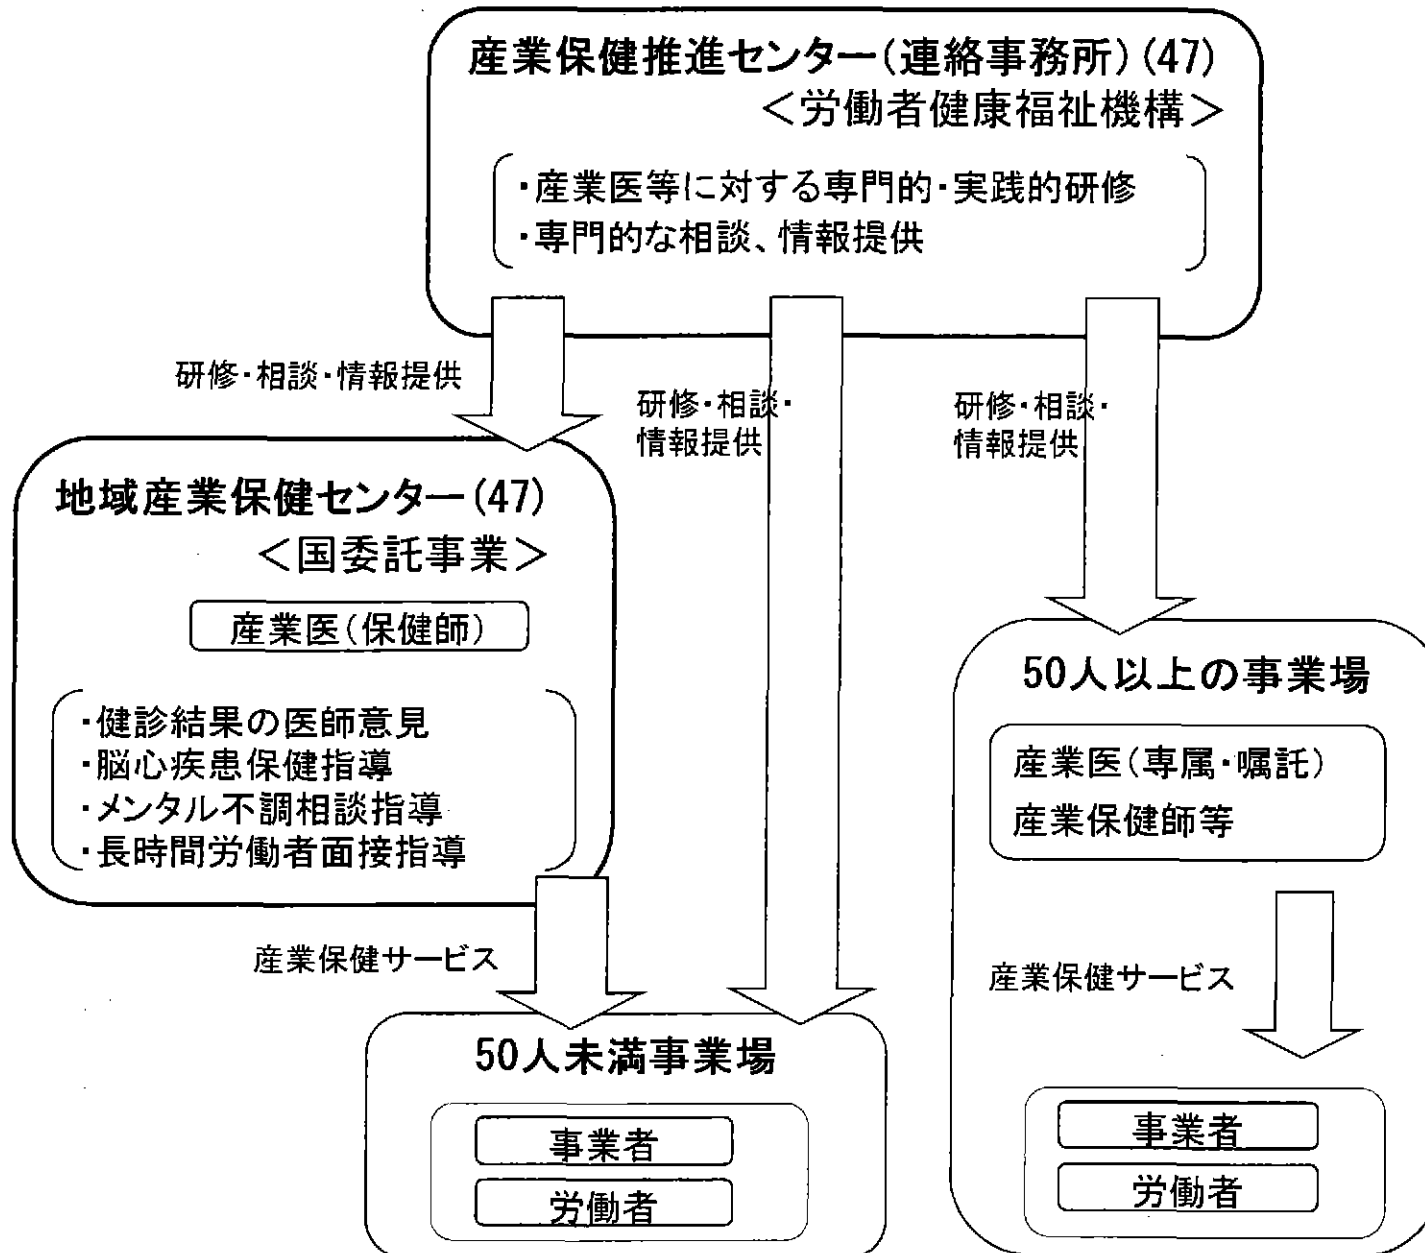 産業保健推進センター(連絡事務所)(47)
＜労働者健康福祉機構＞
・産業医等に対する専門的・実践的研修
・専門的な相談、情報提供
研修・相談・情報提供
研修・相談・
情報提供
研修・相談・
情報提供
地域産業保健センター(47)
＜国委託事業＞
産業医(保健師)
・健診結果の医師意見
・脳心疾患保健指導
・メンタル不調相談指導
・長時間労働者面接指導
産業保健サービス
50人未満事業場
事業者
労働者
50人以上の事業場
産業医(専属・嘱託)
産業保健師等
産業保健サービス
事業者
労働者